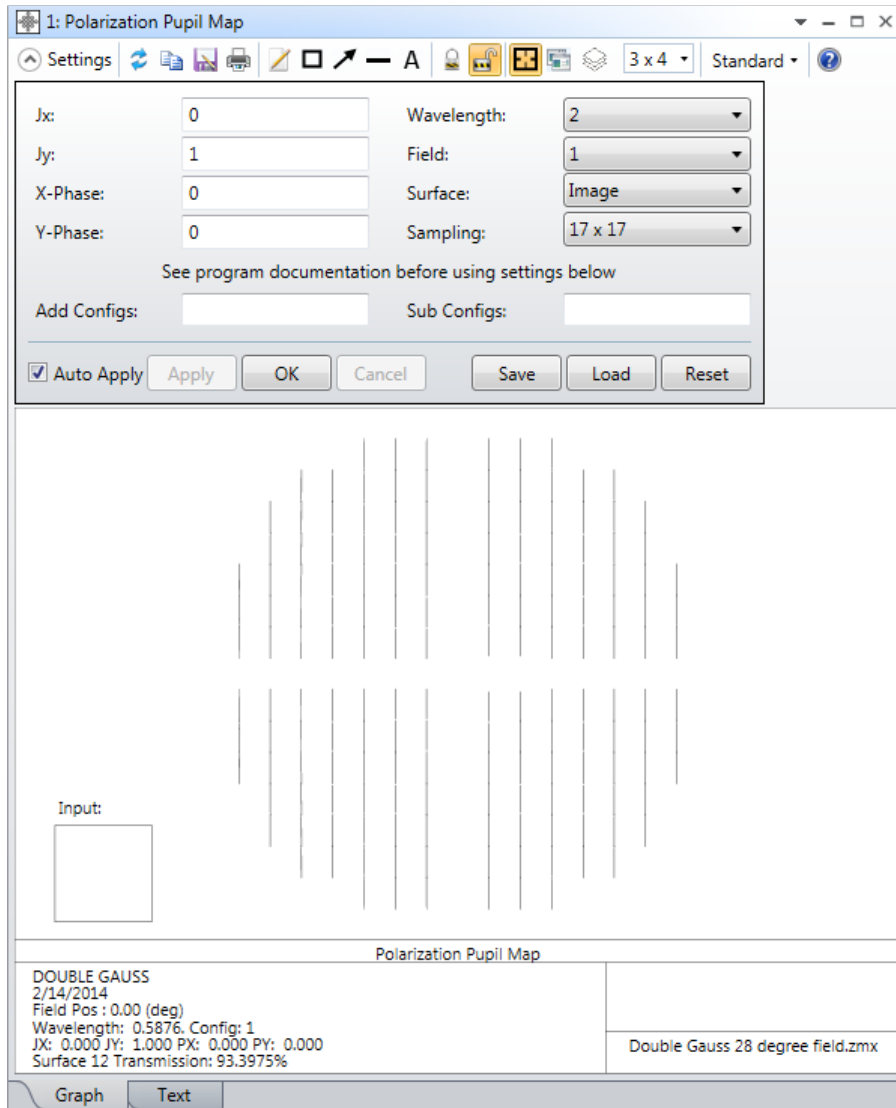 1: Polarization Pupil Map
Settings A 3 x 4 Standard
Jx: 0 Wavelength: 2
Jy: 1 Field: 1
X-Phase: 0 Surface: Image
Y-Phase: 0 Sampling: 17 x 17
See program documentation before using settings below
Add Configs: Sub Configs:
Auto Apply Apply OK Cancel Save Load Reset
Input:
Polarization Pupil Map
DOUBLE GAUSS
2/14/2014
Field Pos : 0.00 (deg)
Wavelength: 0.5876. Config: 1
JX: 0.000 JY: 1.000 PX: 0.000 PY: 0.000
Surface 12 Transmission: 93.3975%
Double Gauss 28 degree field.zmx
Graph Text